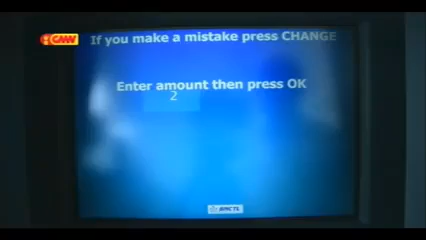 If you make a mistake press CHANGE
Enter amount then press OK
2